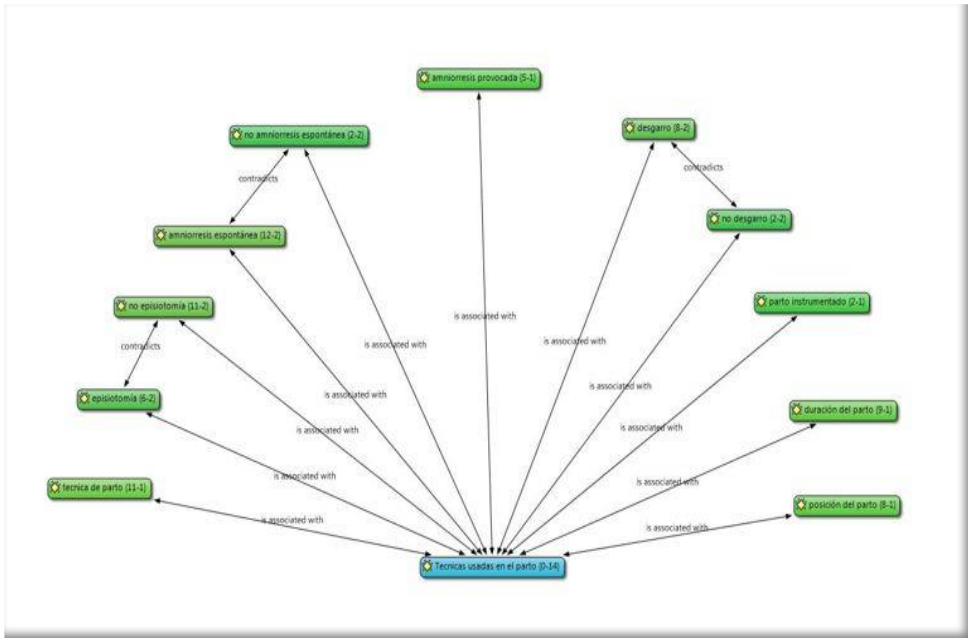 amniorresis provocada {5-1}
no amniorresis espontánea {2-2}
desgarro {8-2}
contradicts
contradicts
no desgarro {2-2}
amniorresis espontánea {12-2}
no episiotomía {11-2}
parto instrumentado {2-1}
is associated with
is associated with
is associated with
contradicts
is associated with
is associated with
episiotomía {6-2}
duración del parto {9-1}
is associated with
is associated with
is associated with
is associated with
tecnica de parto {11-1}
posición del parto {8-1}
is associated with
is associated with
Tecnicas usadas en el parto {0-14}